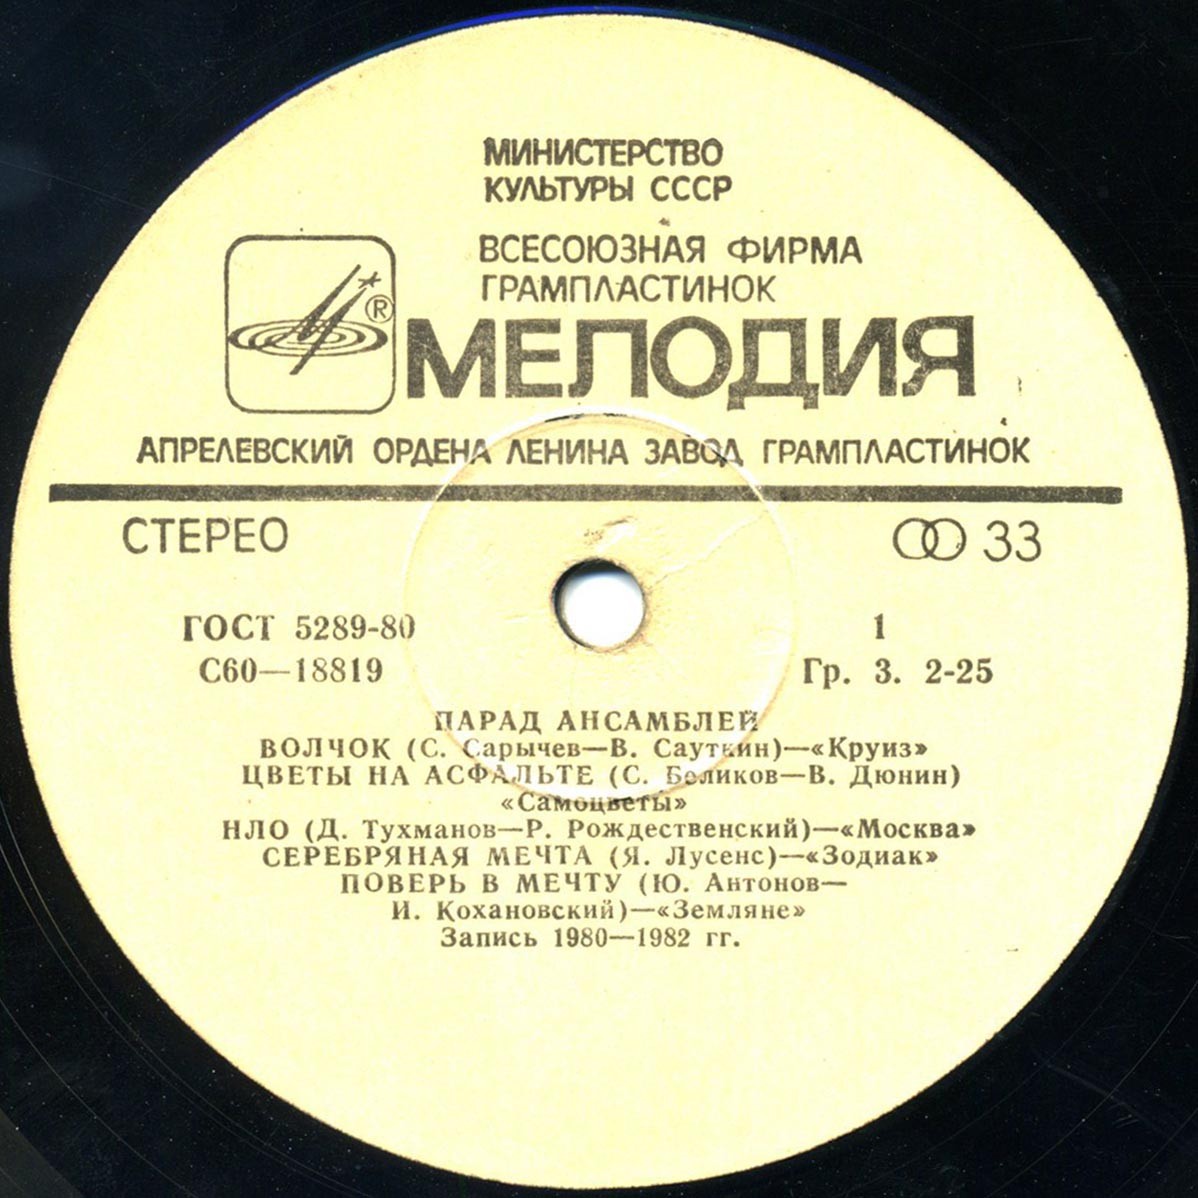 МИНИСТЕРСТВО
КУЛЬТУРЫ СССР
ВСЕСОЮЗНАЯ ФИРМА
ГРАМПЛАСТИНОК
®
МЕЛОДИЯ
АПРЕЛЕВСКИЙ ОРДЕНА ЛЕНИНА ЗАВОД ГРАМПЛАСТИНОК
СТЕРЕО 33
ГОСТ 5289-80 1
С60—18819 Гр. 3. 2-25
ПАРАД АНСАМБЛЕЙ
ВОЛЧОК (С. Сарычев—В. Сауткин)—«Круиз»
ЦВЕТЫ НА АСФАЛЬТЕ (С. Беликов—В. Дюнин)
«Самоцветы»
НЛО (Д. Тухманов—Р. Рождественский)—«Москва»
СЕРЕБРЯНАЯ МЕЧТА (Я. Лусенс)—«Зодиак»
ПОВЕРЬ В МЕЧТУ (Ю. Антонов—
И. Кохановский)—«Земляне»
Запись 1980—1982 гг.